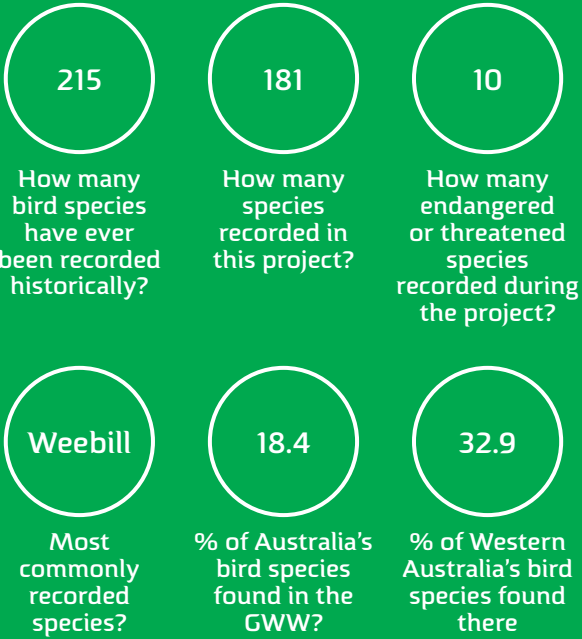 215
How many
bird species
have ever
been recorded
historically?
181
How many
species
recorded in
this project?
10
How many
endangered
or threatened
species
recorded during
the project?
Weebill
Most
commonly
recorded
species?
18.4
% of Australia's
bird species
found in the
GWW?
32.9
% of Western
Australia's bird
species found
there